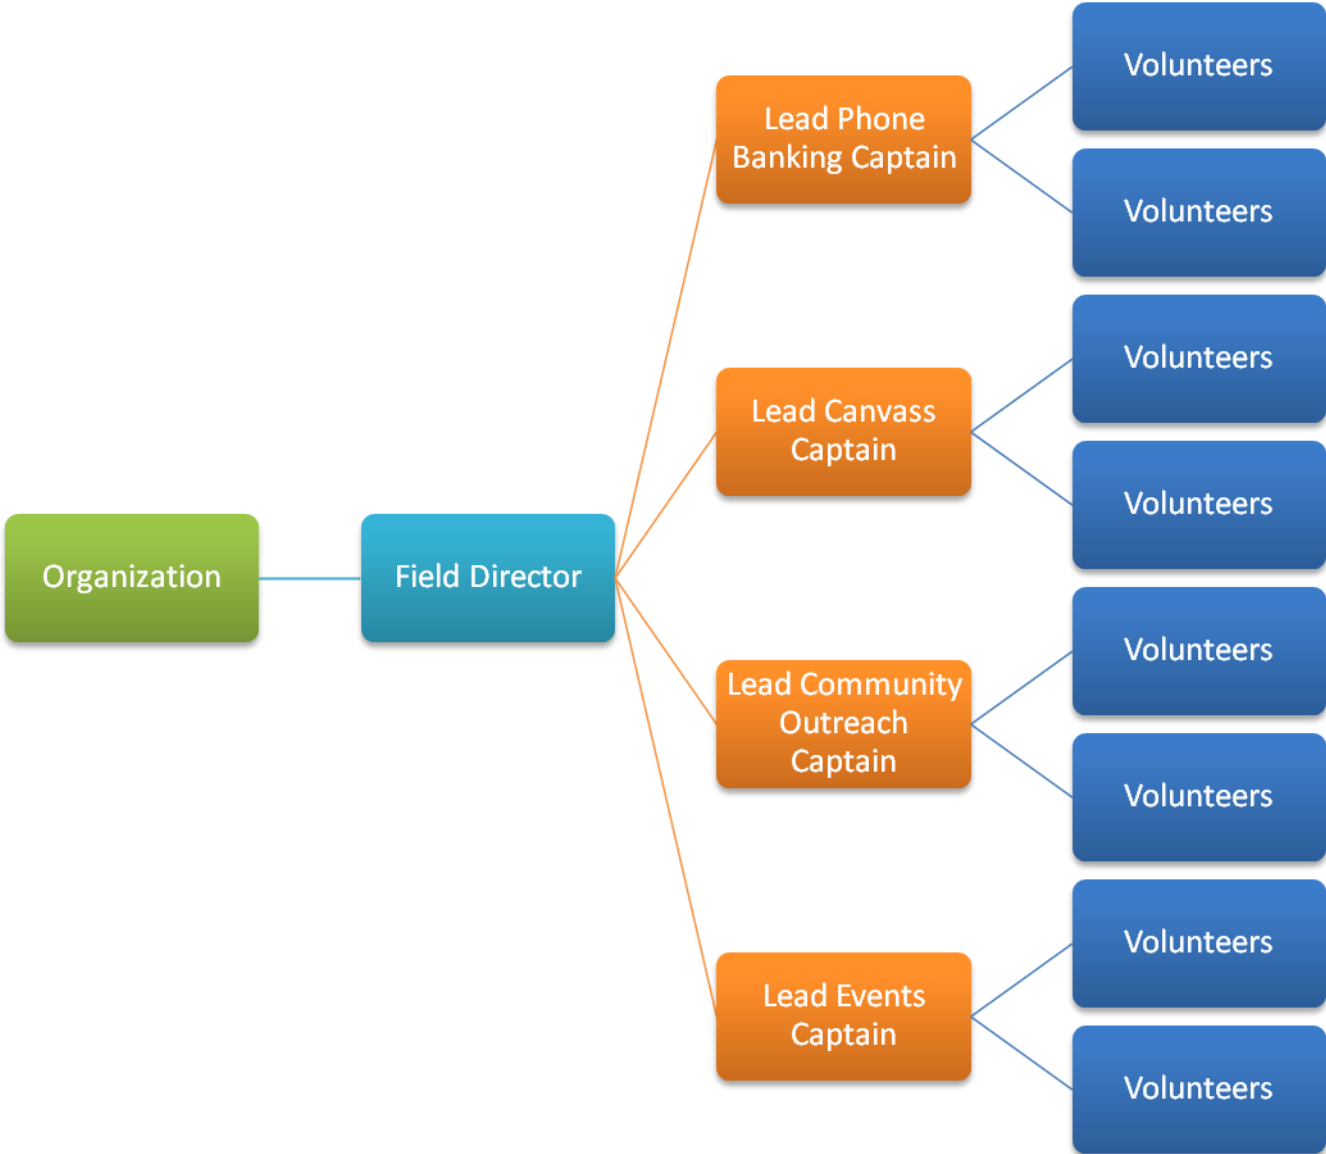 Organization
Field Director
Lead Phone
Banking Captain
Volunteers
Volunteers
Lead Canvass
Captain
Volunteers
Volunteers
Lead Community
Outreach
Captain
Volunteers
Volunteers
Lead Events
Captain
Volunteers
Volunteers